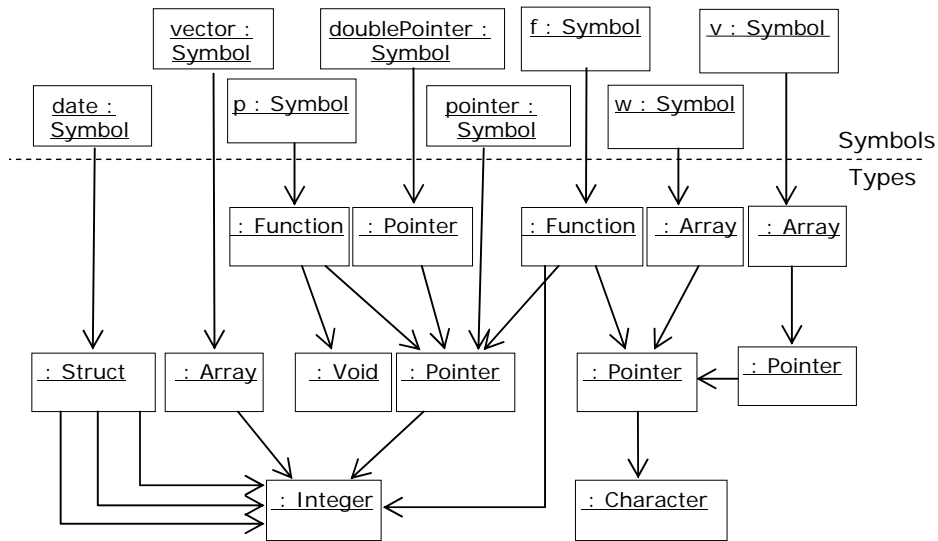 vector :
Symbol
doublePointer :
Symbol
f : Symbol
v : Symbol
date :
Symbol
p : Symbol
pointer :
Symbol
w : Symbol
Symbols
Types
: Function
: Pointer
: Function
: Array
: Array
: Struct
: Array
: Void
: Pointer
: Pointer
: Pointer
: Integer
: Character